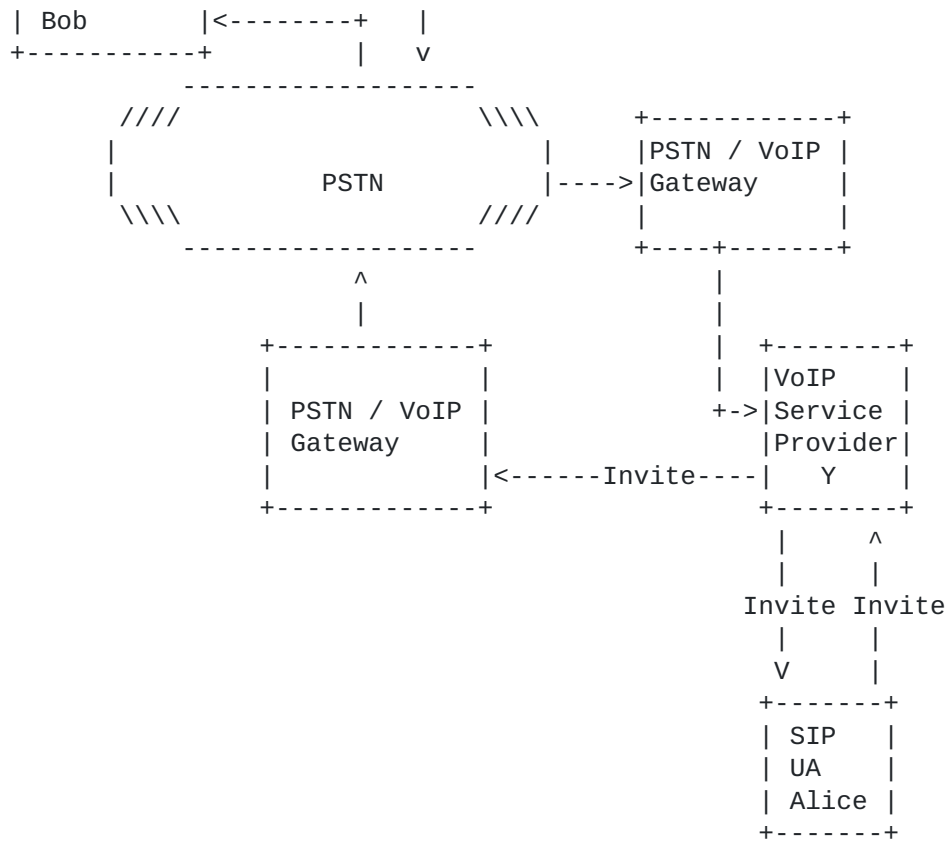 Bob
PSTN / VoIP
PSTN
Gateway
VoIP
PSTN / VoIP
Service
Gateway
Provider
Invite
Y
Invite Invite
V
SIP
UA
Alice